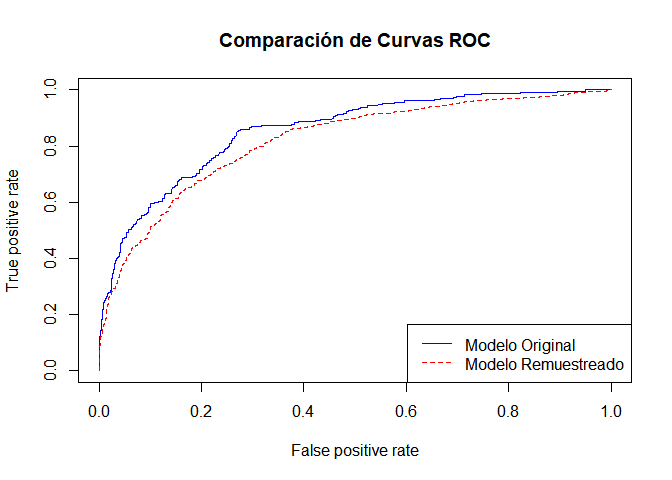 Comparación de Curvas ROC
True positive rate
1.0
0.8
0.6
0.4
0.2
0.0
Modelo Original
Modelo Remuestreado
0.0 0.2 0.4 0.6 0.8 1.0
False positive rate